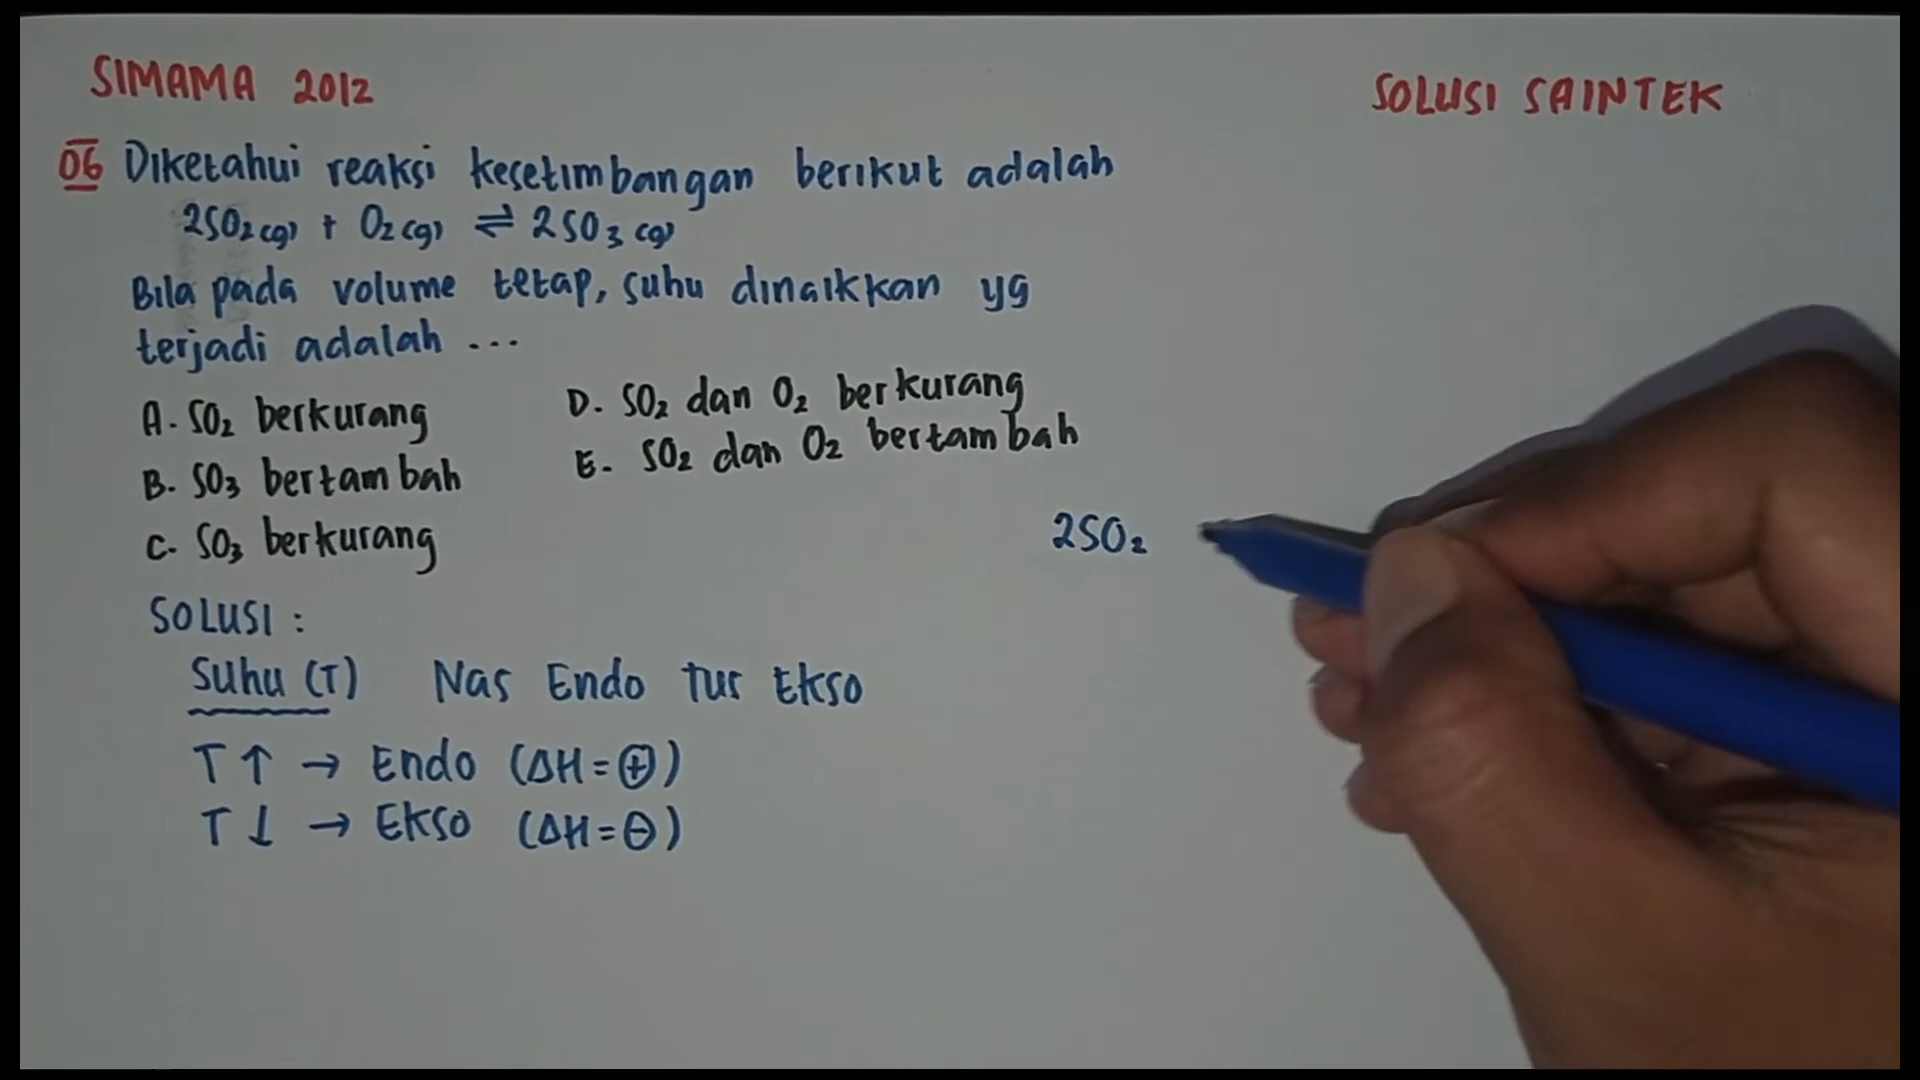 SIMAMA 2012
SOLUSI SAINTEK
06 Diketahui reaksi kesetimbangan berikut adalah
2SO₂(g) + O₂(g) ⇌ 2SO₃(g)
Bila pada volume tetap, suhu dinaikkan yg
terjadi adalah ...
A. SO₂ berkurang
B. SO₃ bertambah
C. SO₃ berkurang
D. SO₂ dan O₂ berkurang
E. SO₂ dan O₂ bertambah
2SO₂
SOLUSI :
Suhu (T) Nas Endo Tur Ekso
T ↑ → Endo (ΔH = ⊕)
T ↓ → Ekso (ΔH = ⊖)